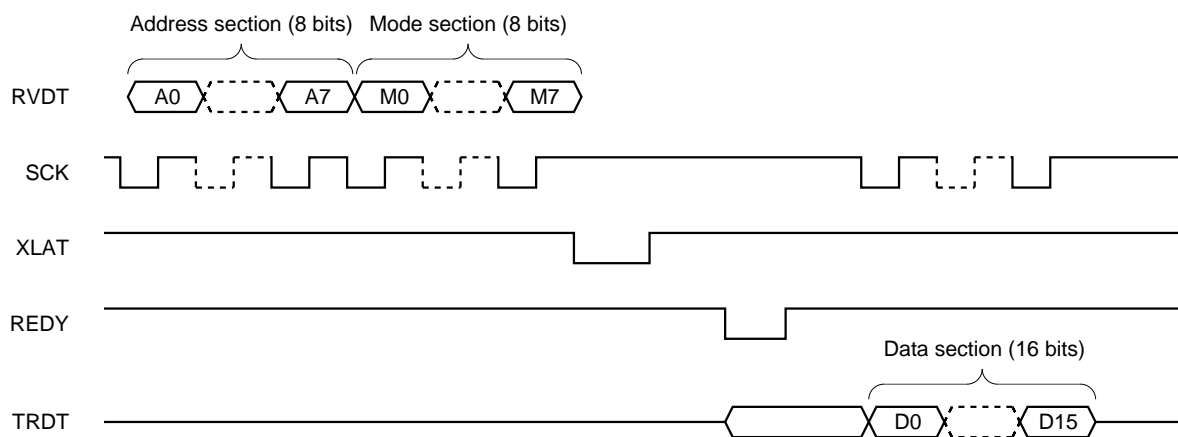 Address section (8 bits) Mode section (8 bits)
RVDT A0 A7 M0 M7
SCK
XLAT
REDY
Data section (16 bits)
TRDT D0 D15